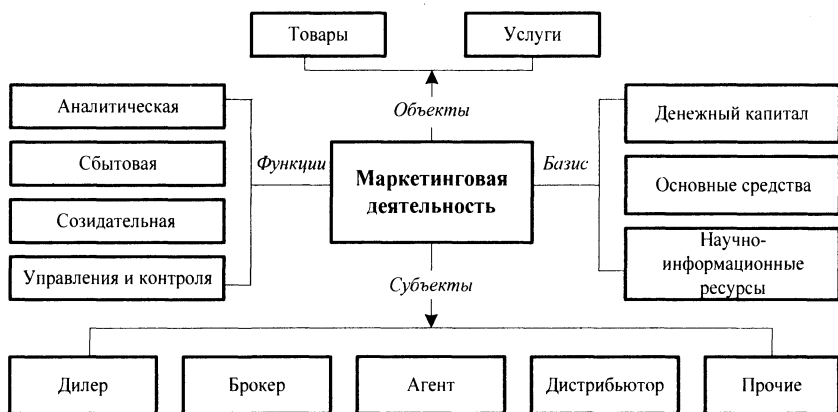 Товары
Услуги
Объекты
Аналитическая
Сбытовая
Созидательная
Управления и контроля
Функции
Маркетинговая
деятельность
Базис
Денежный капитал
Основные средства
Научно-
информационные
ресурсы
Субъекты
Дилер
Брокер
Агент
Дистрибьютор
Прочие